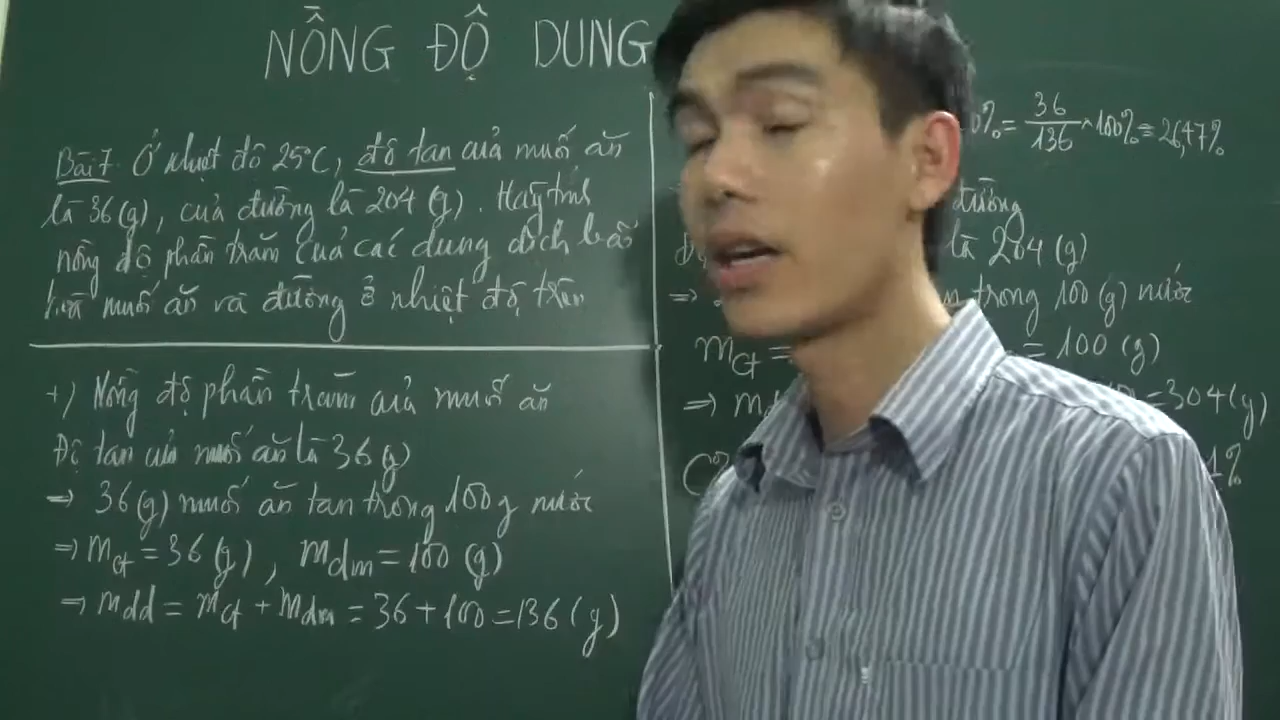 NỒNG ĐỘ DUNG
Bài 7 Ở nhiệt độ 25°C, độ tan của muối ăn
là 36 (g), của đường là 204 (g). Hãy tính
nồng độ phần trăm của các dung dịch bão
hòa muối ăn và đường ở nhiệt độ trên
+) Nồng độ phần trăm của muối ăn
Độ tan của muối ăn là 36 g
⇒ 36(g) muối ăn tan trong 100g nước
⇒ mct = 36 (g), mdm = 100 (g)
⇒ mdd = mct + mdm = 36 + 100 = 136 (g)
% = 36/136 × 100% = 26,47%
đường
là 204 (g)
⇒ trong 100 (g) nước
mct = = 100 (g)
⇒ = 304 (g)
C%